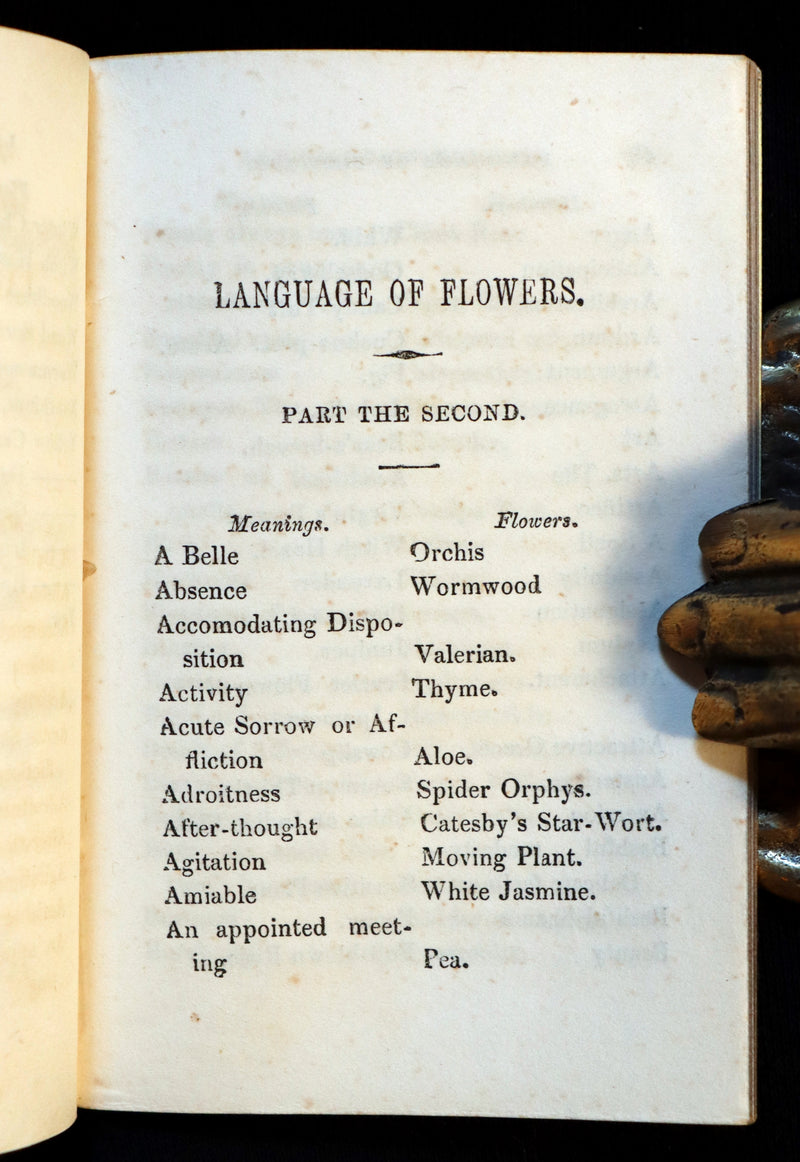 LANGUAGE OF FLOWERS.
PART THE SECOND.
Meanings. Flowers.
A Belle Orchis
Absence Wormwood
Accomodating Dispo-
sition Valerian.
Activity Thyme.
Acute Sorrow or Af-
fliction Aloe.
Adroitness Spider Orphys.
After-thought Catesby's Star-Wort.
Agitation Moving Plant.
Amiable White Jasmine.
An appointed meet-
ing Pea.